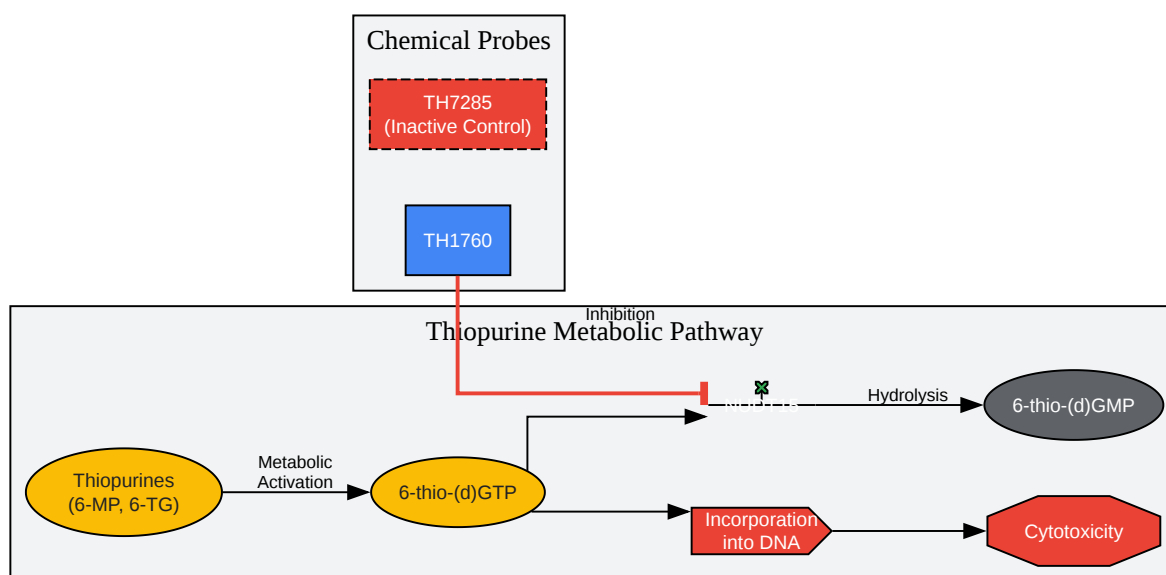 Chemical Probes
TH7285
(Inactive Control)
TH1760
Inhibition
Thiopurine Metabolic Pathway
NUDT15
Hydrolysis
6-thio-(d)GMP
Metabolic
Activation
Thiopurines
(6-MP, 6-TG)
6-thio-(d)GTP
Incorporation
into DNA
Cytotoxicity